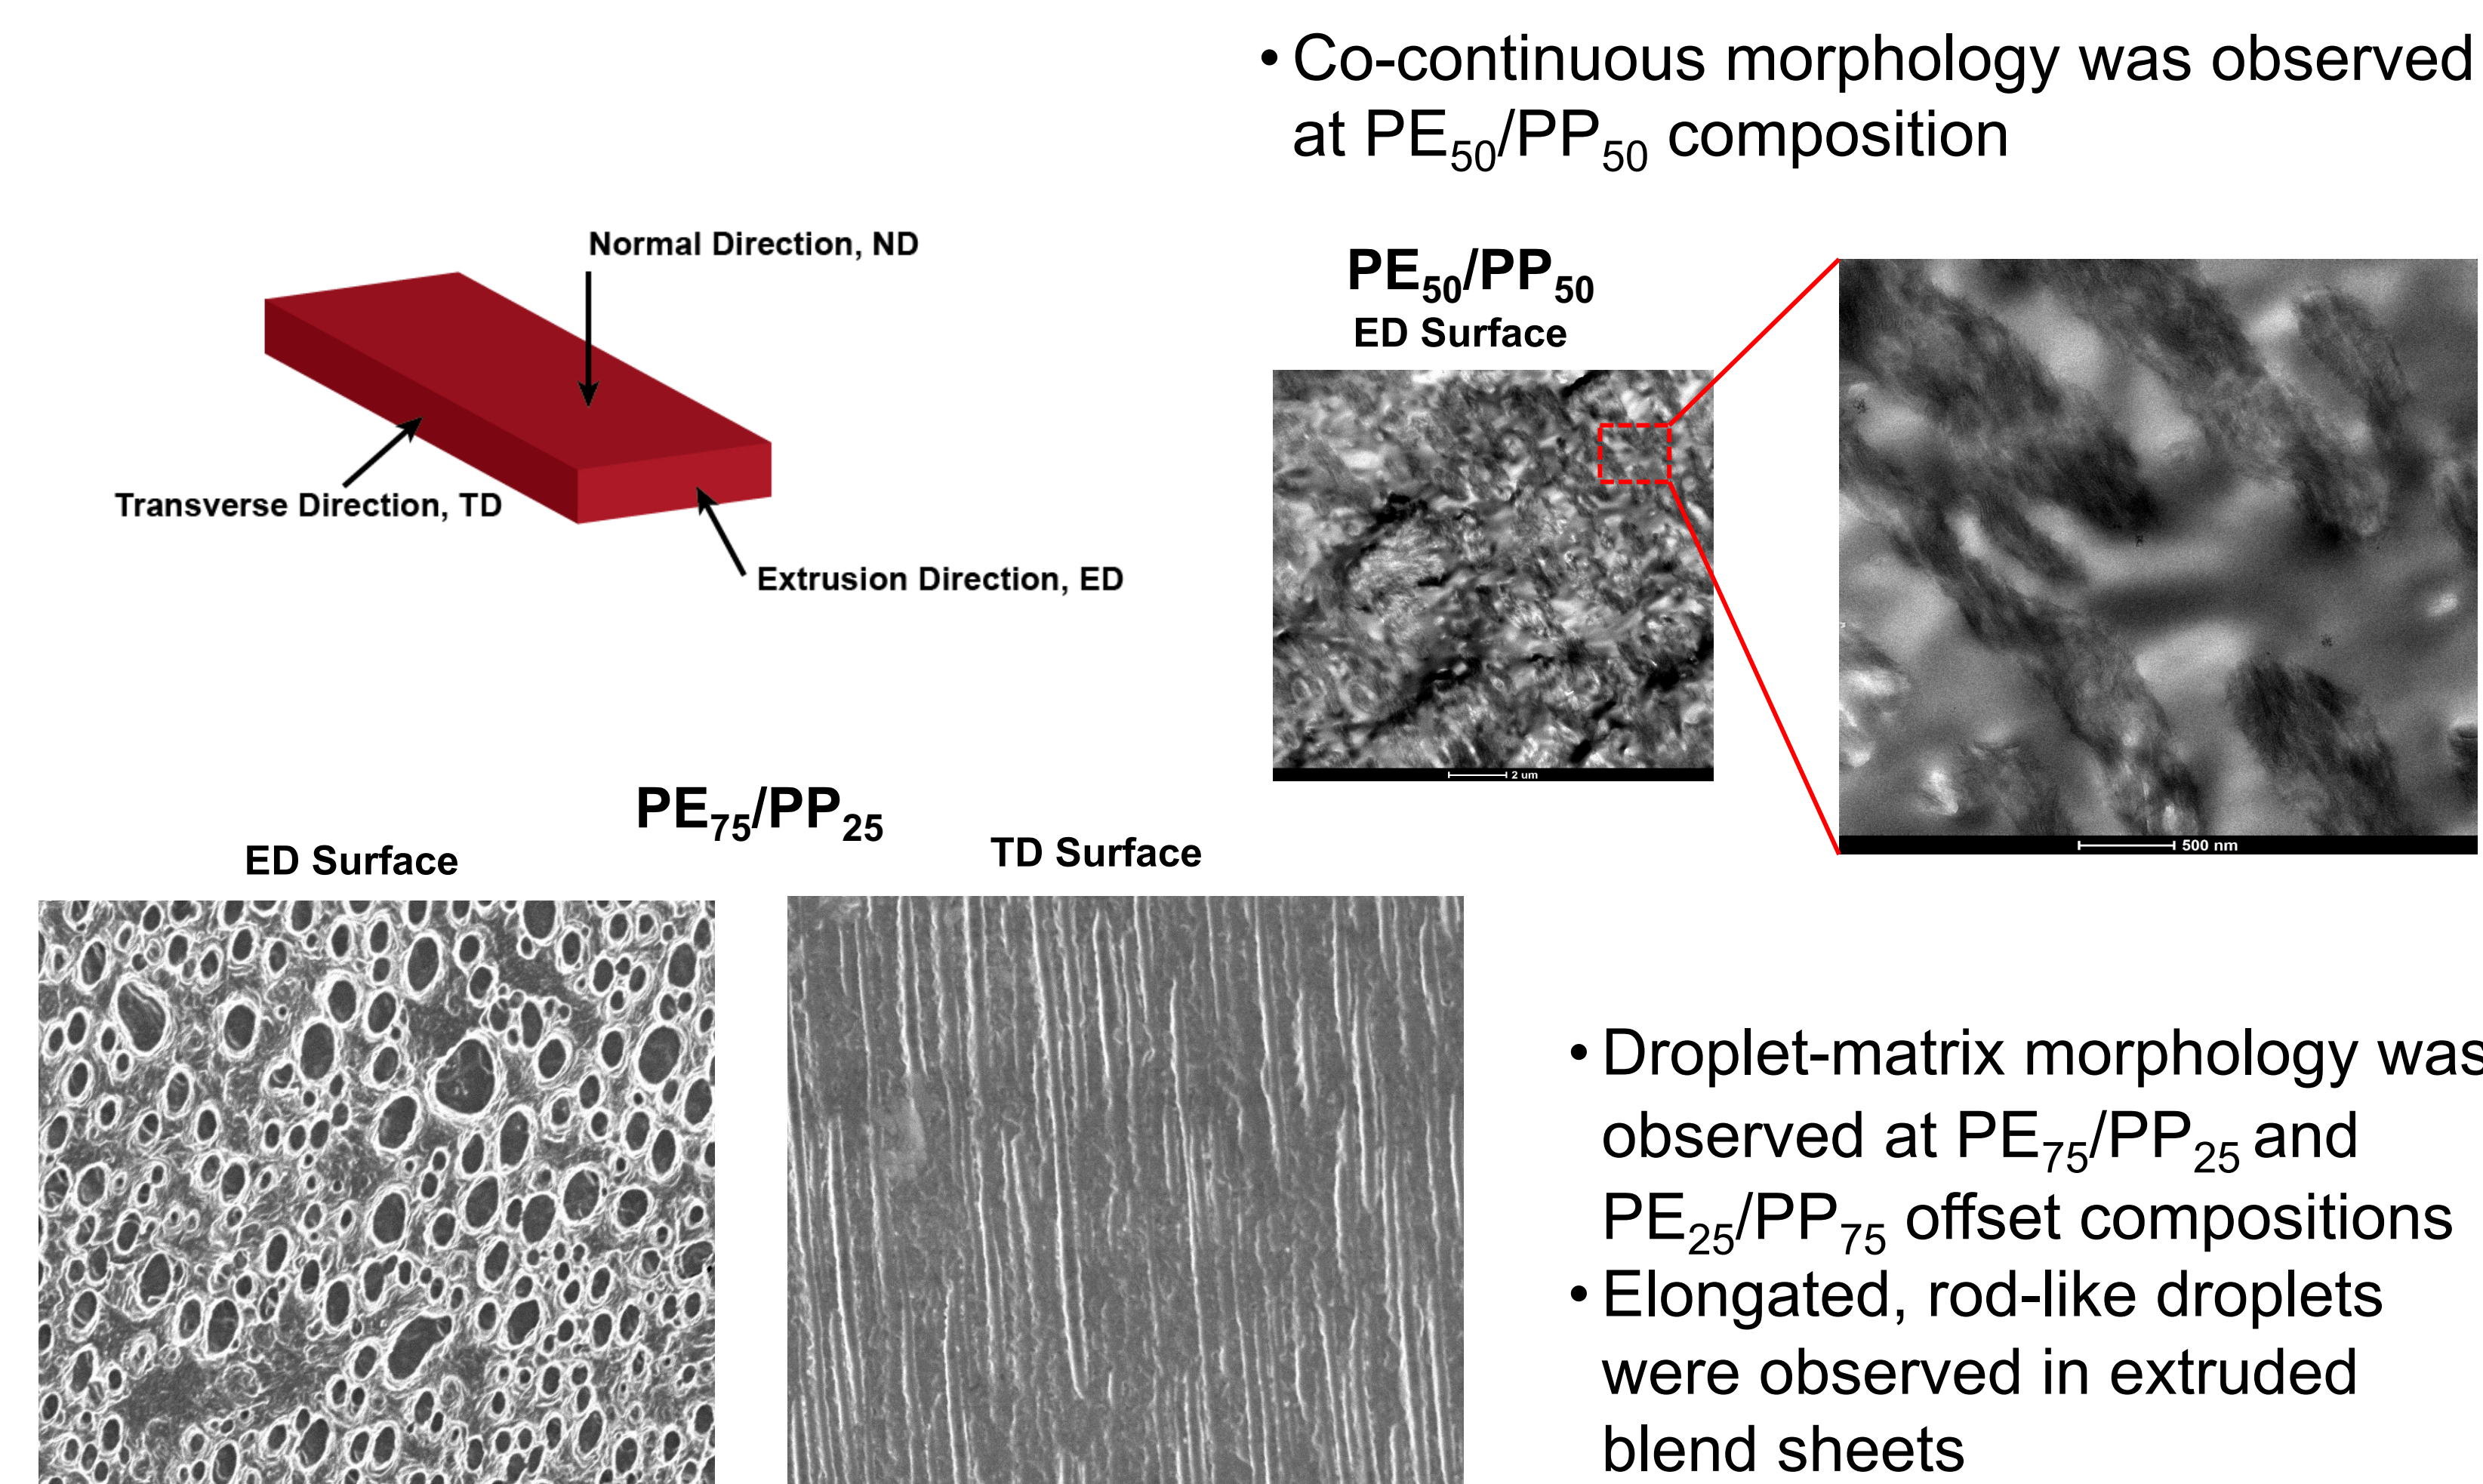 • Co-continuous morphology was observed
at PE₅₀/PP₅₀ composition
Normal Direction, ND
Transverse Direction, TD
Extrusion Direction, ED
PE₅₀/PP₅₀
ED Surface
2 um
500 nm
PE₇₅/PP₂₅
ED Surface
TD Surface
• Droplet-matrix morphology was
observed at PE₇₅/PP₂₅ and
PE₂₅/PP₇₅ offset compositions
• Elongated, rod-like droplets
were observed in extruded
blend sheets